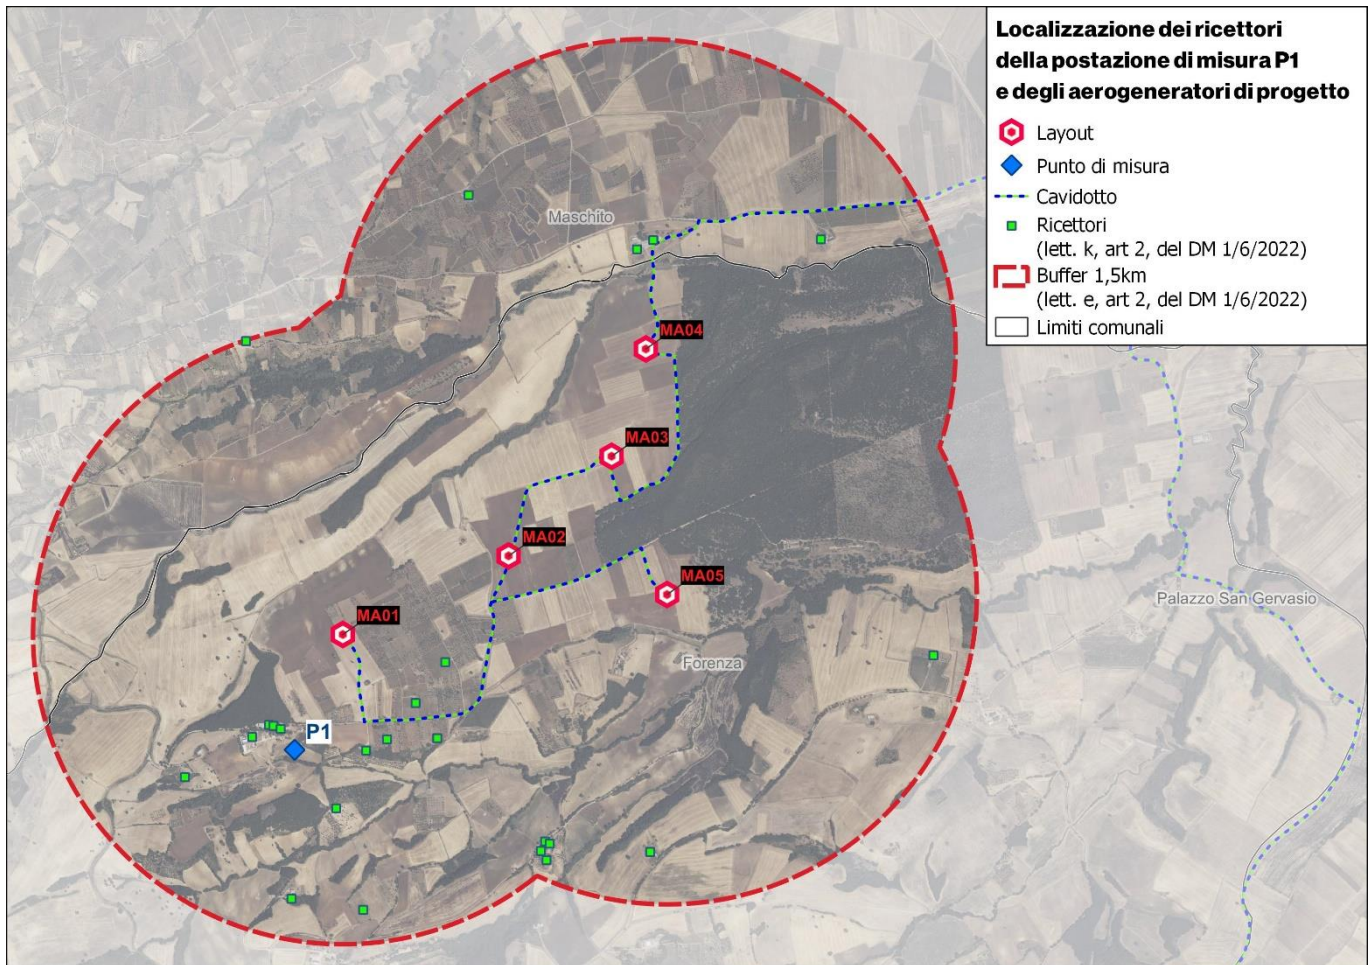 Localizzazione dei ricettori
della postazione di misura P1
e degli aerogeneratori di progetto
Layout
Punto di misura
Cavidotto
Ricettori
(lett. k, art 2, del DM 1/6/2022)
Buffer 1,5km
(lett. e, art 2, del DM 1/6/2022)
Limiti comunali
Maschito
MA04
MA03
MA02
MA05
Palazzo San Gervasio
MA01
Forenza
P1